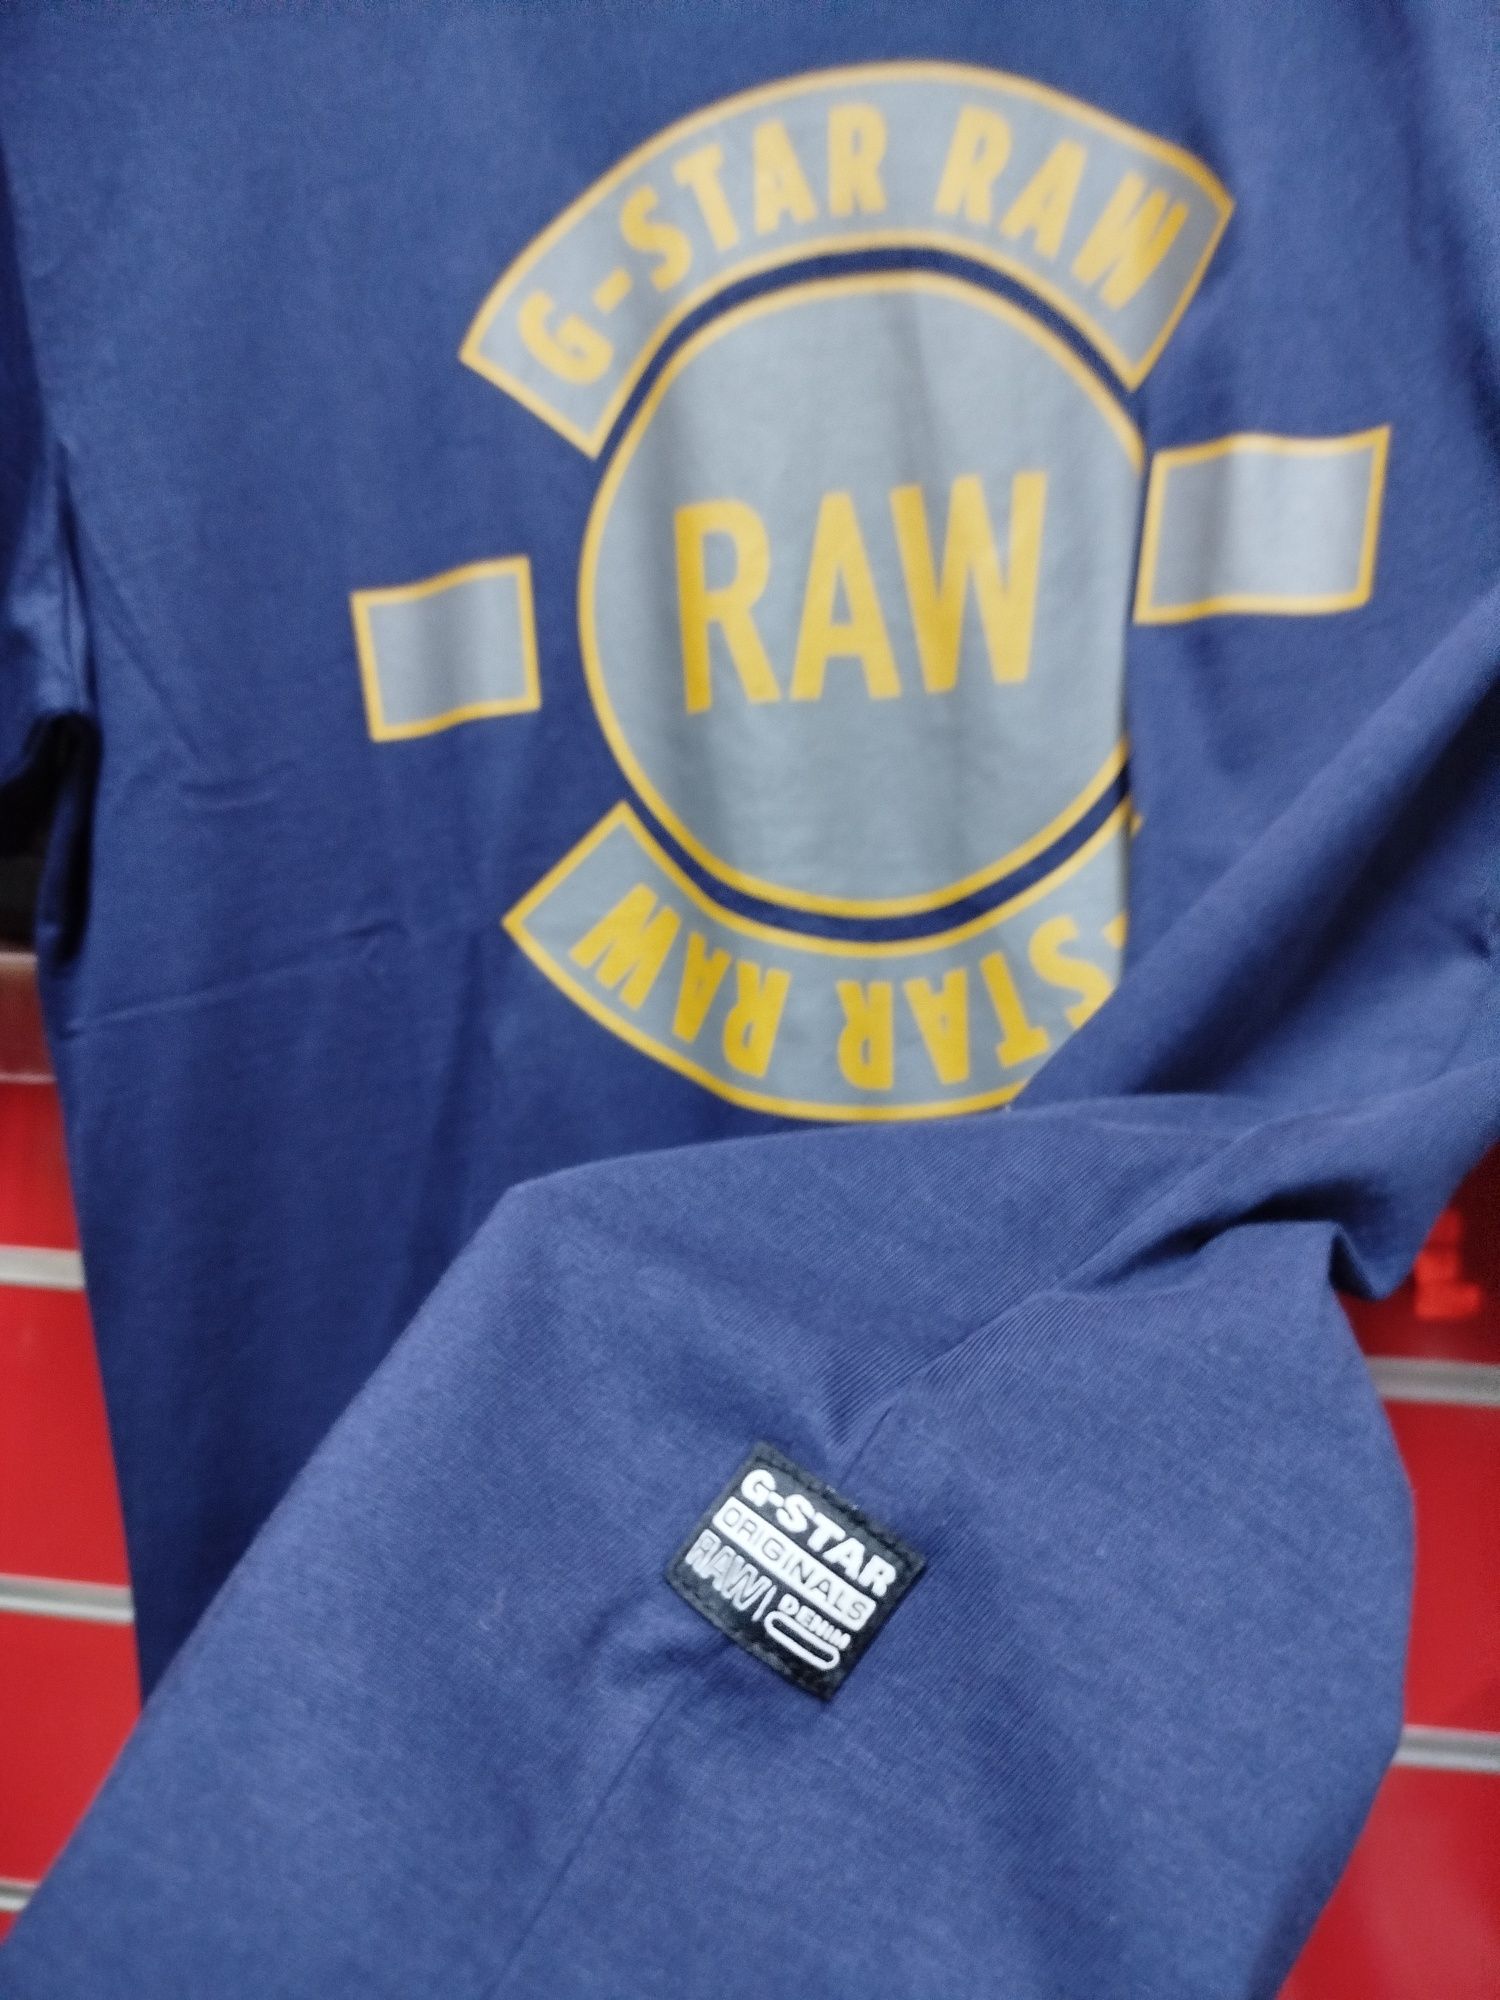 G-STAR RAW
RAW
-STAR RAW
G-STAR
ORIGINALS
RAW
DENIM